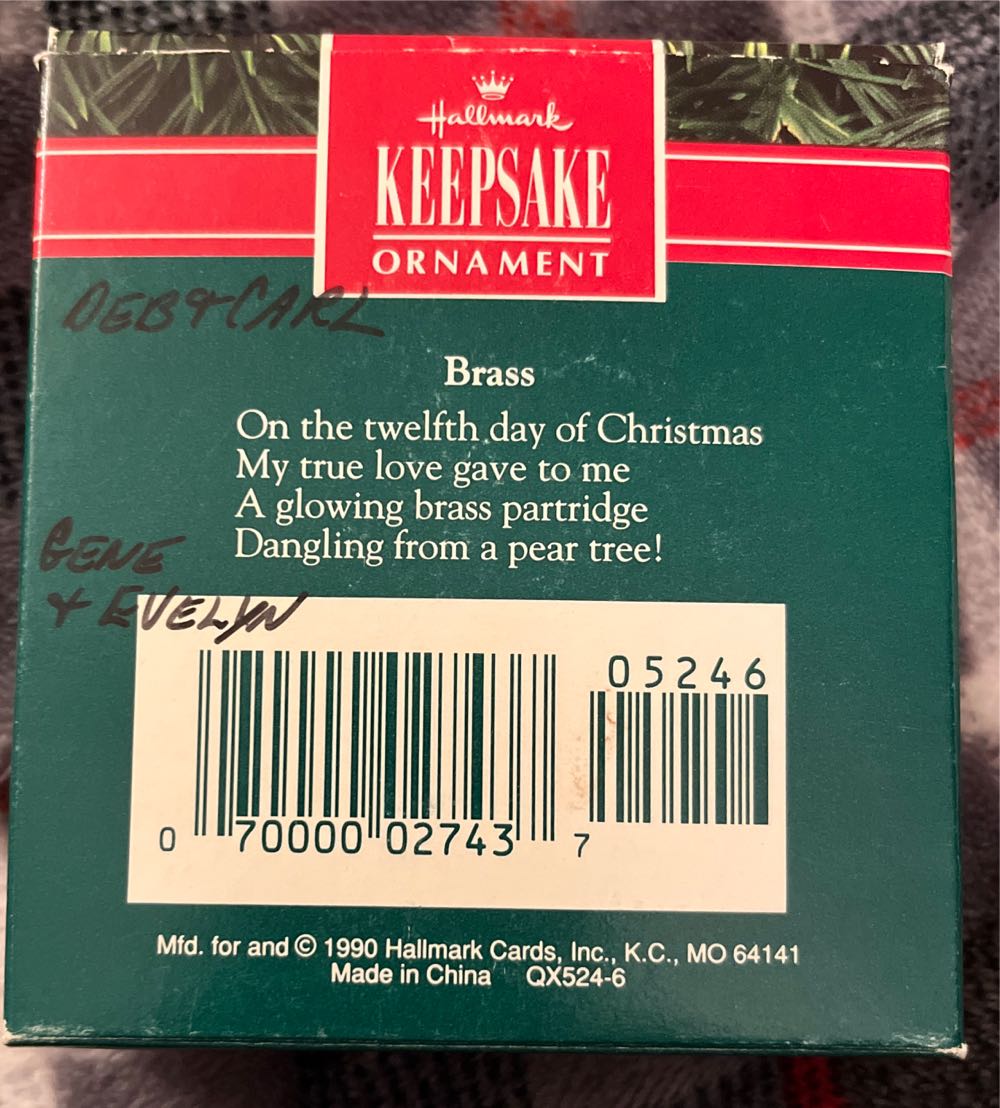 Hallmark
KEEPSAKE
ORNAMENT
DEB & CARL
Brass
On the twelfth day of Christmas
My true love gave to me
A glowing brass partridge
Dangling from a pear tree!
GENE
& EVELYN
05246
0 70000 02743 7
Mfd. for and © 1990 Hallmark Cards, Inc., K.C., MO 64141
Made in China QX524-6